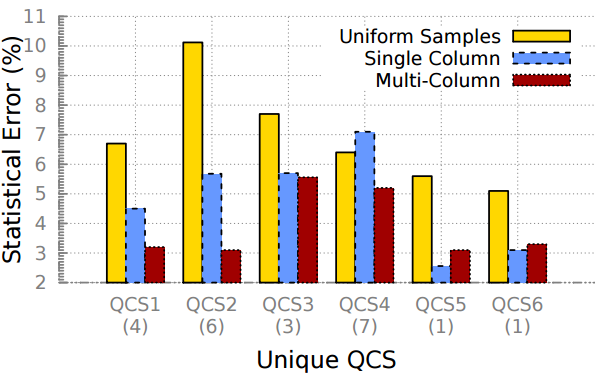 11
10
9
8
7
6
5
4
3
2
Statistical Error (%)
Uniform Samples
Single Column
Multi-Column
QCS1 QCS2 QCS3 QCS4 QCS5 QCS6
(4) (6) (3) (7) (1) (1)
Unique QCS